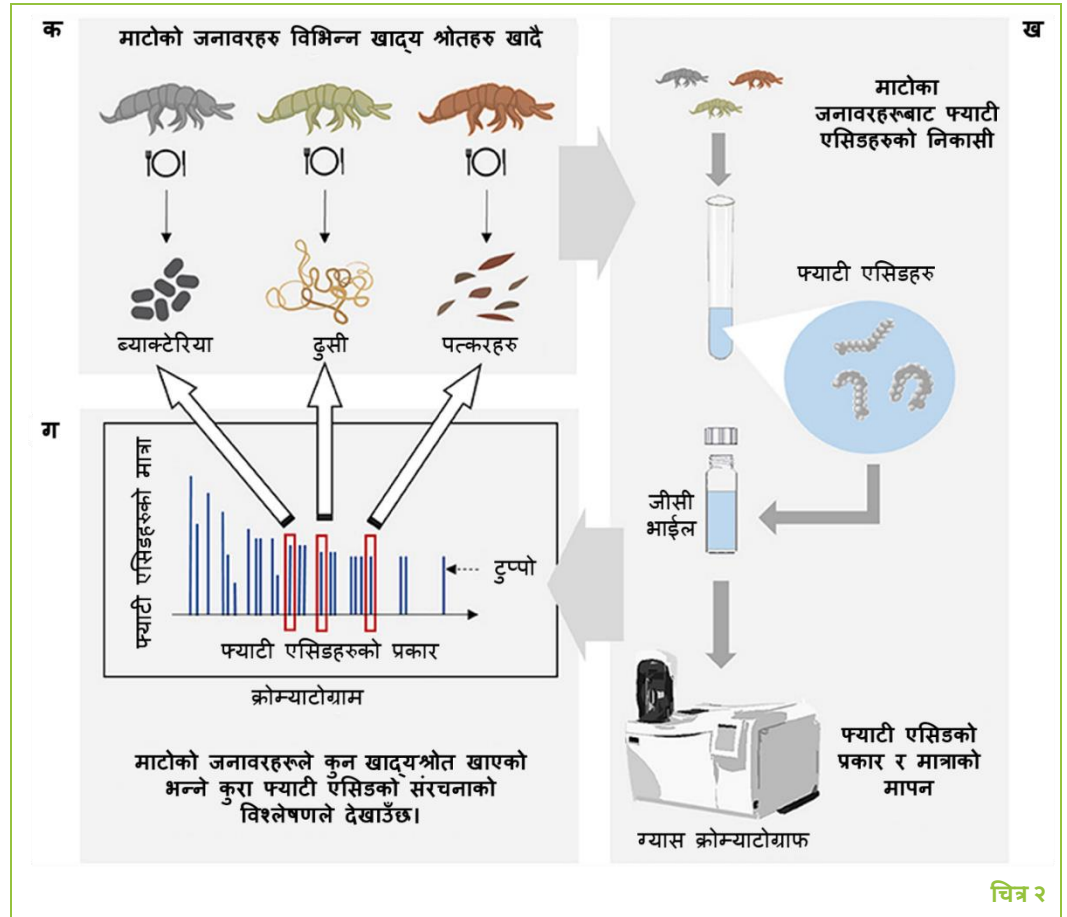 क
माटोको जनावरहरु विभिन्न खाद्य श्रोतहरु खादै
ब्याक्टेरिया
ढुसी
पत्करहरु
ख
माटोका
जनावरहरूबाट फ्याटी
एसिडहरुको निकासी
फ्याटी एसिडहरु
जीसी
भाईल
फ्याटी एसिडको
प्रकार र मात्राको
मापन
ग्यास क्रोम्याटोग्राफ
ग
फ्याटी एसिडहरुको मात्रा
टुप्पो
फ्याटी एसिडहरुको प्रकार
क्रोम्याटोग्राम
माटोको जनावरहरूले कुन खाद्यश्रोत खाएको
भन्ने कुरा फ्याटी एसिडको संरचनाको
विश्लेषणले देखाउँछ।
चित्र २